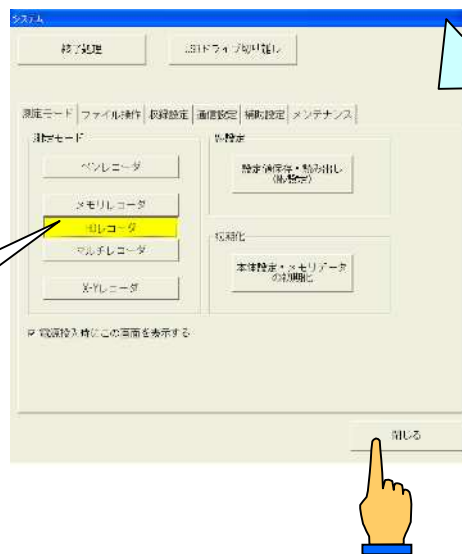 システム
終了処理
USBドライブ切り離し
測定モード ファイル操作 収録設定 通信設定 補助設定 メンテナンス
測定モード
ペンレコーダ
メモリレコーダ
HDレコーダ
マルチレコーダ
X-Yレコーダ
設定値保存・読み出し
初期化
本体設定・メモリデータ
の初期化
電源投入時にこの画面を表示する
閉じる